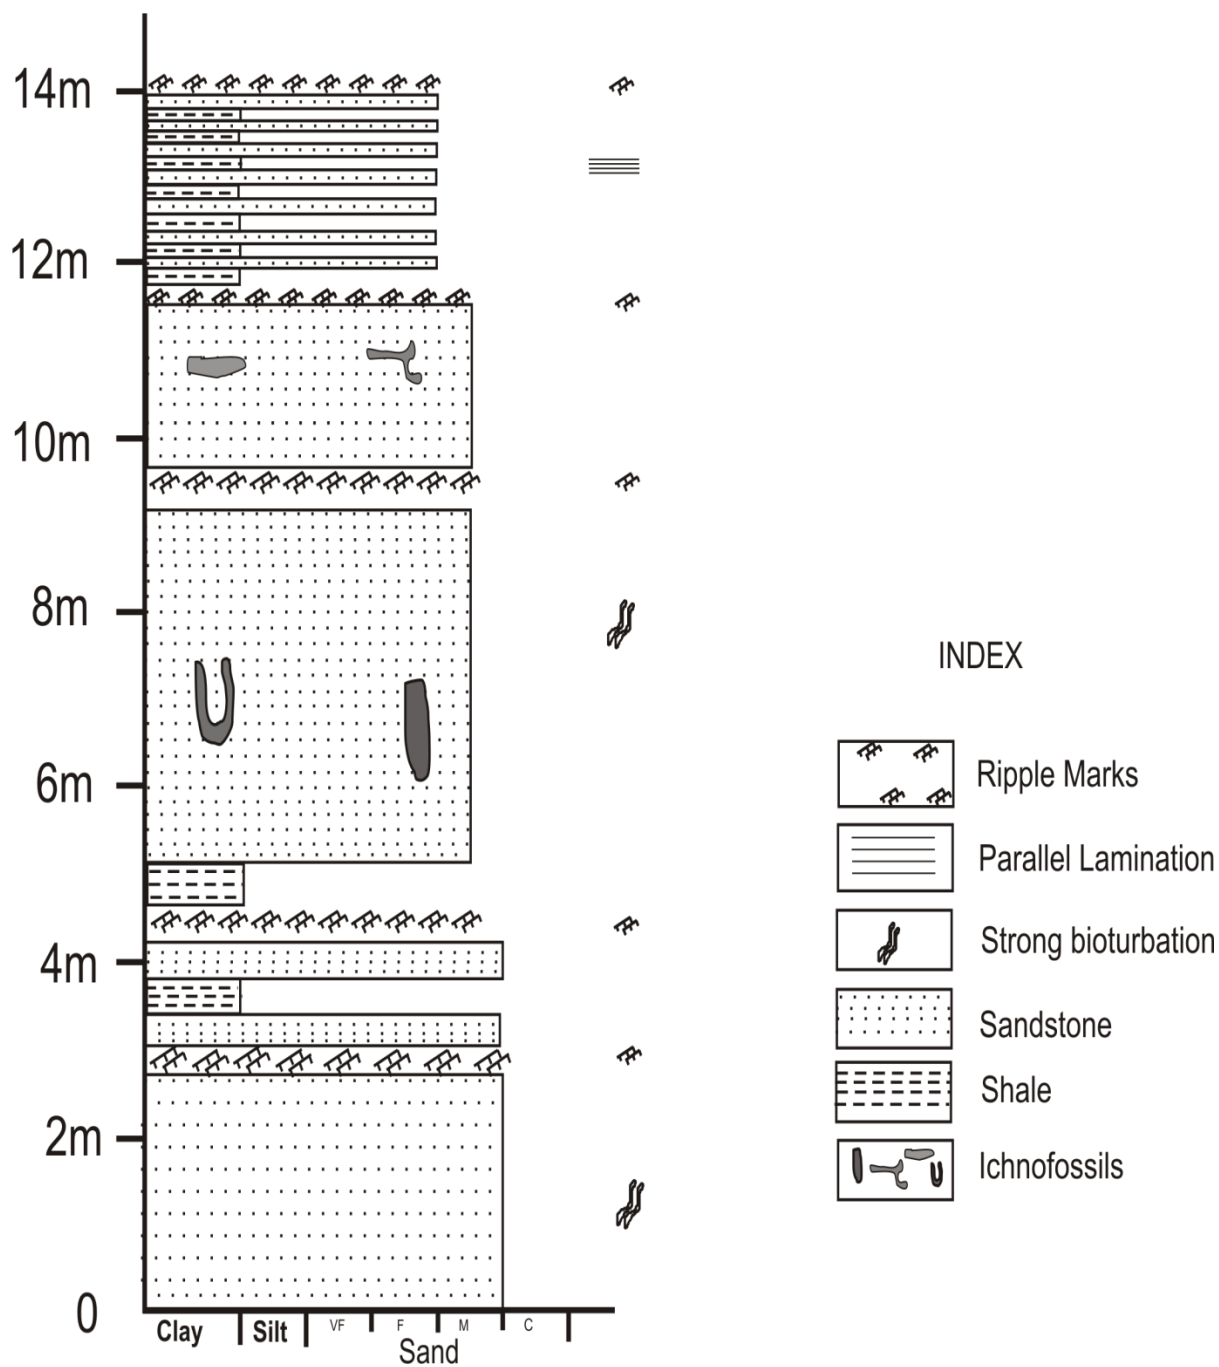 14m
12m
10m
8m
6m
4m
2m
0
Clay Silt VF F M C
Sand
INDEX
Ripple Marks
Parallel Lamination
Strong bioturbation
Sandstone
Shale
Ichnofossils